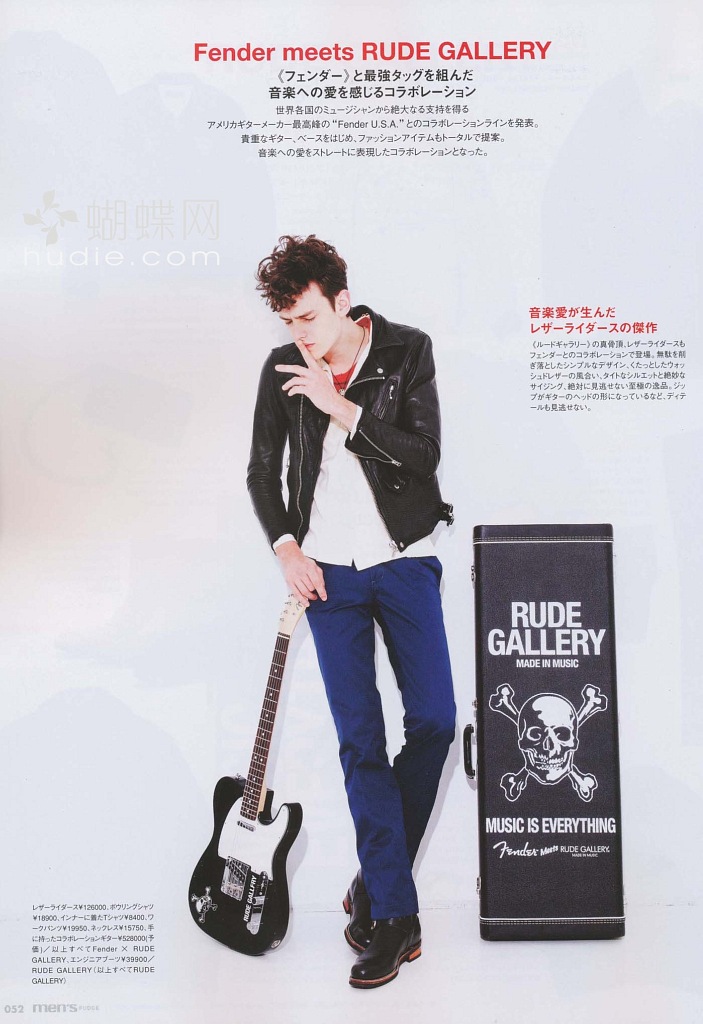 Fender meets RUDE GALLERY
《フェンダー》と最強タッグを組んだ
音楽への愛を感じるコラボレーション
世界各国のミュージシャンから絶大なる支持を得る
アメリカギターメーカー最高峰の“Fender U.S.A.”とのコラボレーションラインを発表。
貴重なギター、ベースをはじめ、ファッションアイテムもトータルで提案。
音楽への愛をストレートに表現したコラボレーションとなった。
蝴蝶网
hudie.com
音楽愛が生んだ
レザーライダースの傑作
《ルードギャラリー》の真骨頂、レザーライダースも
フェンダーとのコラボレーションで登場。無駄を削
ぎ落としたシンプルなデザイン、くたっとしたウォッ
シュドレザーの風合い、タイトなシルエットと絶妙な
サイジング、絶対に見逃せない至極の逸品。ジッ
プがギターのヘッドの形になっているなど、ディテ
ールも見逃せない。
RUDE
GALLERY
MADE IN MUSIC
MUSIC IS EVERYTHING
Fender Meets RUDE GALLERY
MADE IN MUSIC
RUDE GALLERY
レザーライダース¥126000、ボウリングシャツ
¥18900、インナーに着たTシャツ¥8400、ワ
ークパンツ¥19950、ネックレス¥15750、手
に持ったコラボレーションギター¥528000(予
価)／以上すべてFender × RUDE
GALLERY、エンジニアブーツ¥39900／
RUDE GALLERY（以上すべてRUDE
GALLERY）
052 men's FUDGE